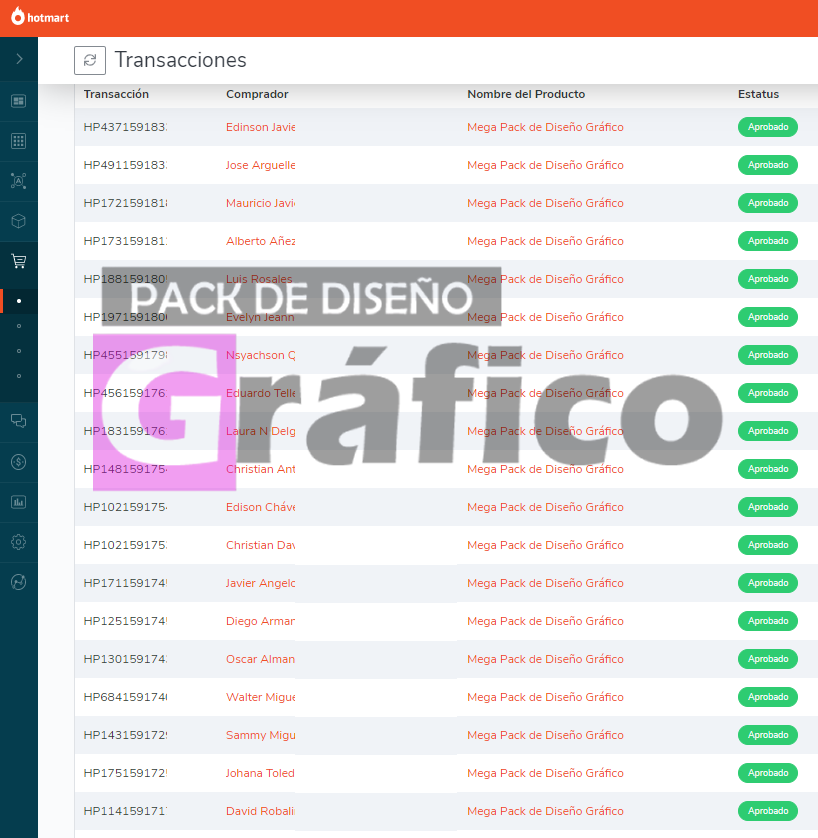 hotmart
Transacciones
Transacción Comprador Nombre del Producto Estatus
HP437159183 Edinson Javie Mega Pack de Diseño Gráfico Aprobado
HP491159183 Jose Arguelle Mega Pack de Diseño Gráfico Aprobado
HP172159181 Mauricio Javi Mega Pack de Diseño Gráfico Aprobado
HP173159181 Alberto Añez Mega Pack de Diseño Gráfico Aprobado
HP188159180 Luis Rosales Mega Pack de Diseño Gráfico Aprobado
PACK DE DISEÑO
HP197159180 Evelyn Jeann Mega Pack de Diseño Gráfico Aprobado
HP455159179 Nsyachson Q Mega Pack de Diseño Gráfico Aprobado
HP456159176 Eduardo Telle Mega Pack de Diseño Gráfico Aprobado
Gráfico
HP183159176 Laura N Delg Mega Pack de Diseño Gráfico Aprobado
HP148159175 Christian Ant Mega Pack de Diseño Gráfico Aprobado
HP102159175 Edison Cháve Mega Pack de Diseño Gráfico Aprobado
HP102159175 Christian Dav Mega Pack de Diseño Gráfico Aprobado
HP171159174 Javier Angelo Mega Pack de Diseño Gráfico Aprobado
HP125159174 Diego Arman Mega Pack de Diseño Gráfico Aprobado
HP130159174 Oscar Alman Mega Pack de Diseño Gráfico Aprobado
HP684159174 Walter Migue Mega Pack de Diseño Gráfico Aprobado
HP143159172 Sammy Migu Mega Pack de Diseño Gráfico Aprobado
HP175159172 Johana Toled Mega Pack de Diseño Gráfico Aprobado
HP114159171 David Robali Mega Pack de Diseño Gráfico Aprobado